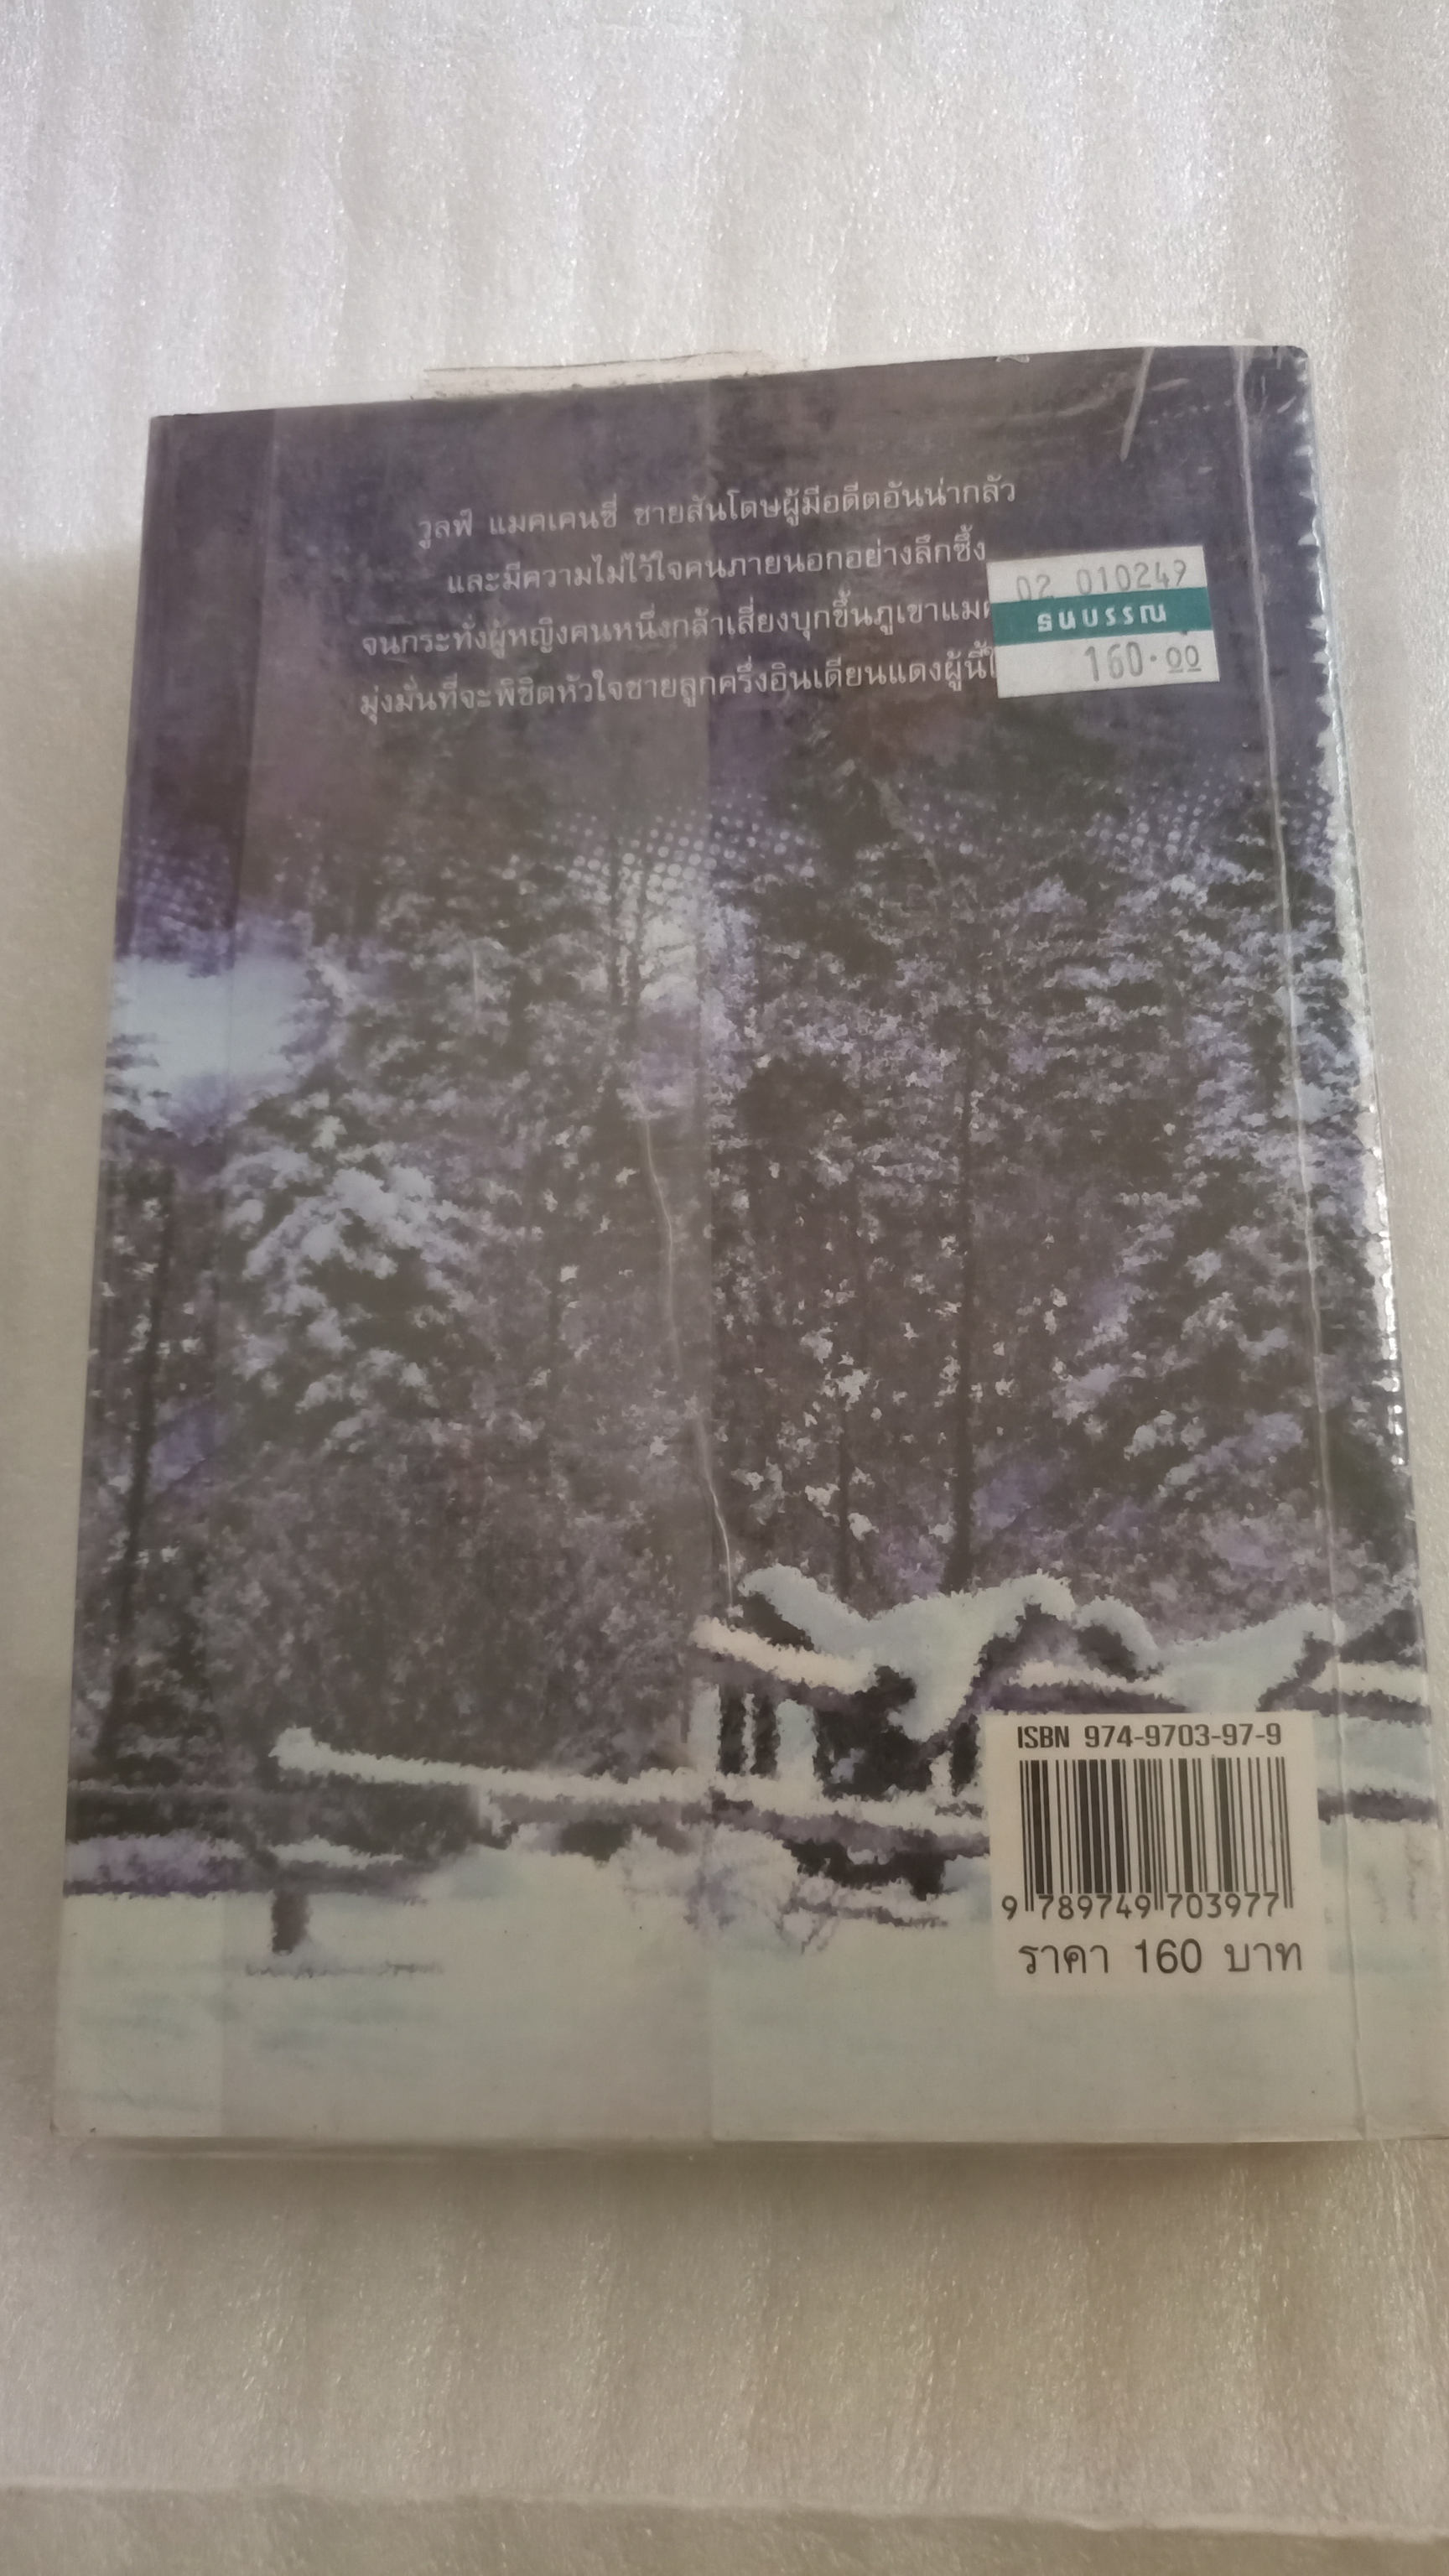 วูลฟ์ แมคเคนซี่ ชายสันโดษผู้มีอดีตอันน่ากลัว
และมีความไม่ไว้ใจคนภายนอกอย่างลึกซึ้ง
จนกระทั่งผู้หญิงคนหนึ่งกล้าเสี่ยงบุกขึ้นภูเขาแมค
มุ่งมั่นที่จะพิชิตหัวใจชายลูกครึ่งอินเดียนแดงผู้นี้
02 010247
ธนบรรณ
160.00
ISBN 974-9703-97-9
9 789749 703977
ราคา 160 บาท